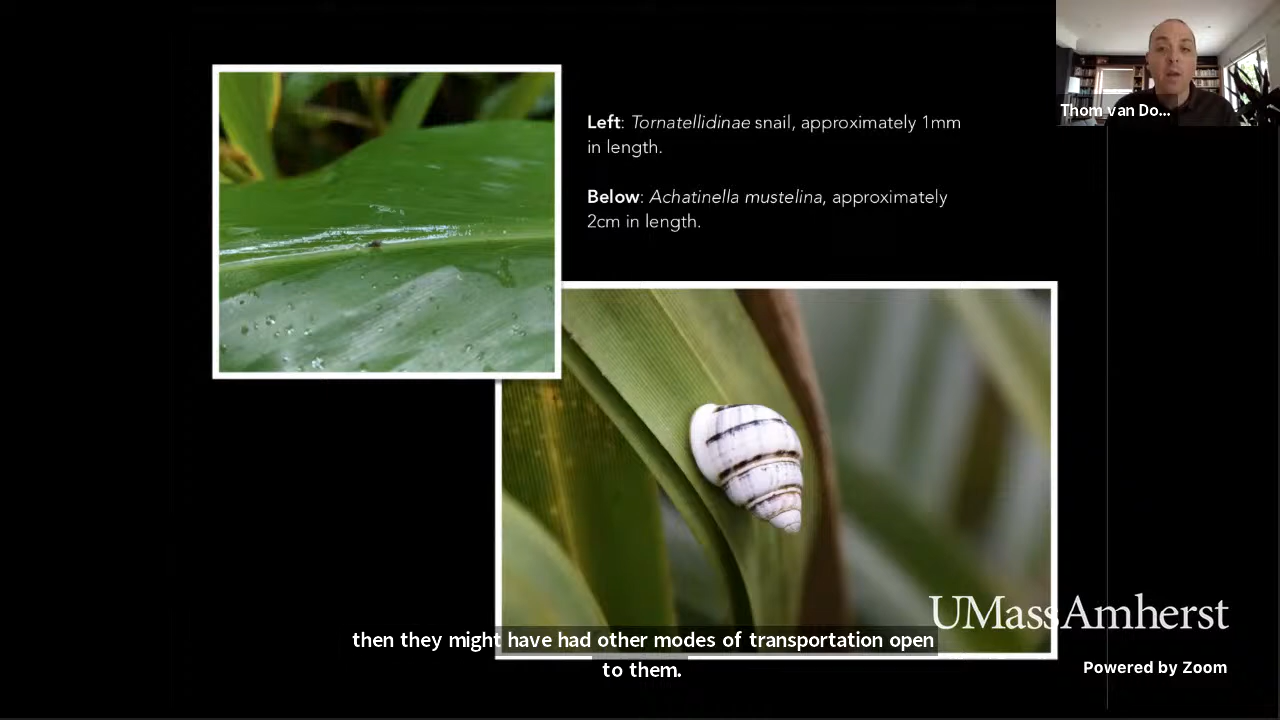 Thom van Do...
Left: Tornatellidinae snail, approximately 1mm
in length.
Below: Achatinella mustelina, approximately
2cm in length.
UMassAmherst
then they might have had other modes of transportation open
to them.
Powered by Zoom